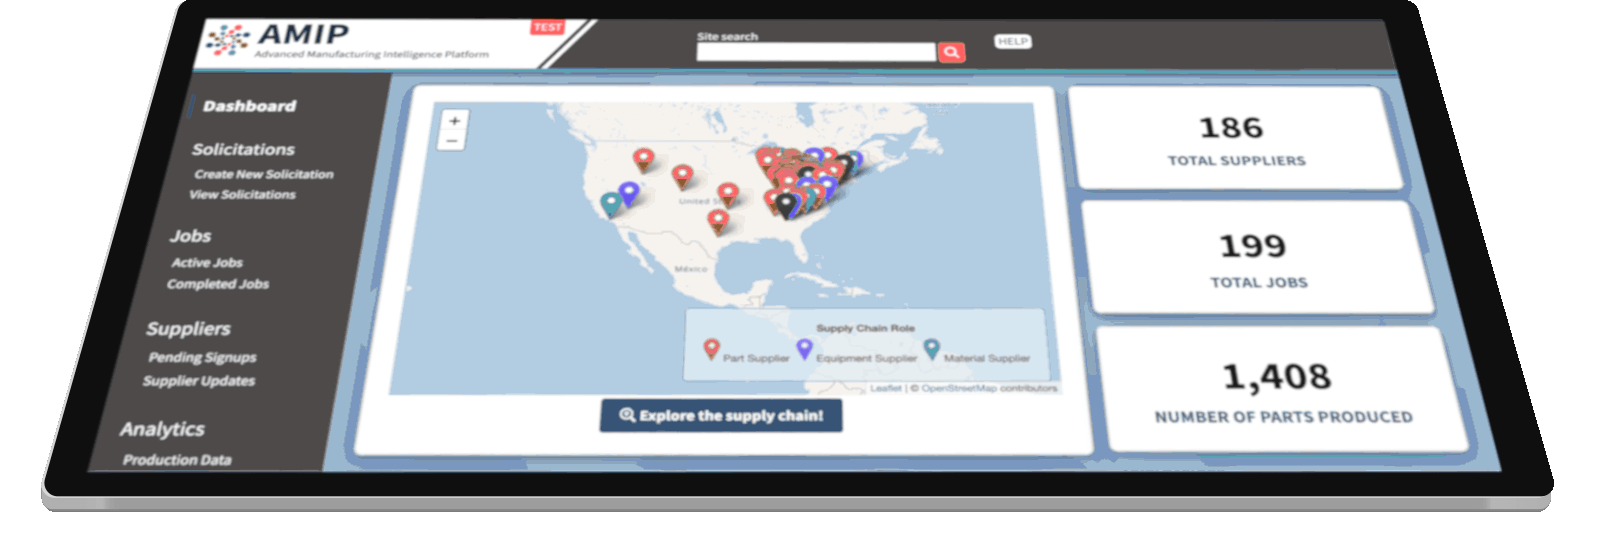 AMIP
Advanced Manufacturing Intelligence Platform
TEST
Site search
HELP
Dashboard
Solicitations
Create New Solicitation
View Solicitations
Jobs
Active Jobs
Completed Jobs
Suppliers
Pending Signups
Supplier Updates
Analytics
Production Data
+
−
México
Supply Chain Role
Part Supplier
Equipment Supplier
Material Supplier
Leaflet | © OpenStreetMap contributors
Explore the supply chain!
186
TOTAL SUPPLIERS
199
TOTAL JOBS
1,408
NUMBER OF PARTS PRODUCED